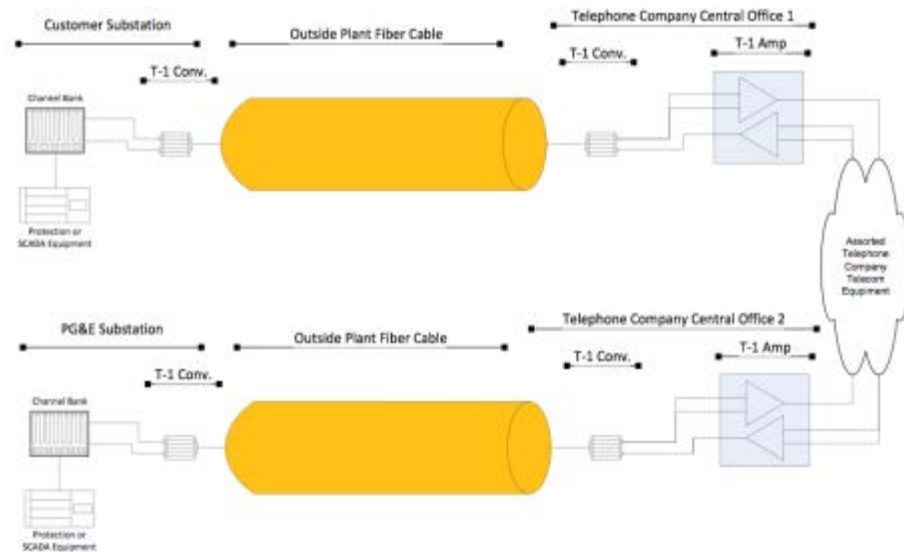 Customer Substation
Outside Plant Fiber Cable
Telephone Company Central Office 1
T-1 Conv.
T-1 Conv.
T-1 Amp
Channel Bank
Protection or
SCADA Equipment
Assorted
Telephone
Company
Telecom
Equpiment
PG&E Substation
Outside Plant Fiber Cable
Telephone Company Central Office 2
T-1 Conv.
T-1 Conv.
T-1 Amp
Channel Bank
Protection or
SCADA Equipment